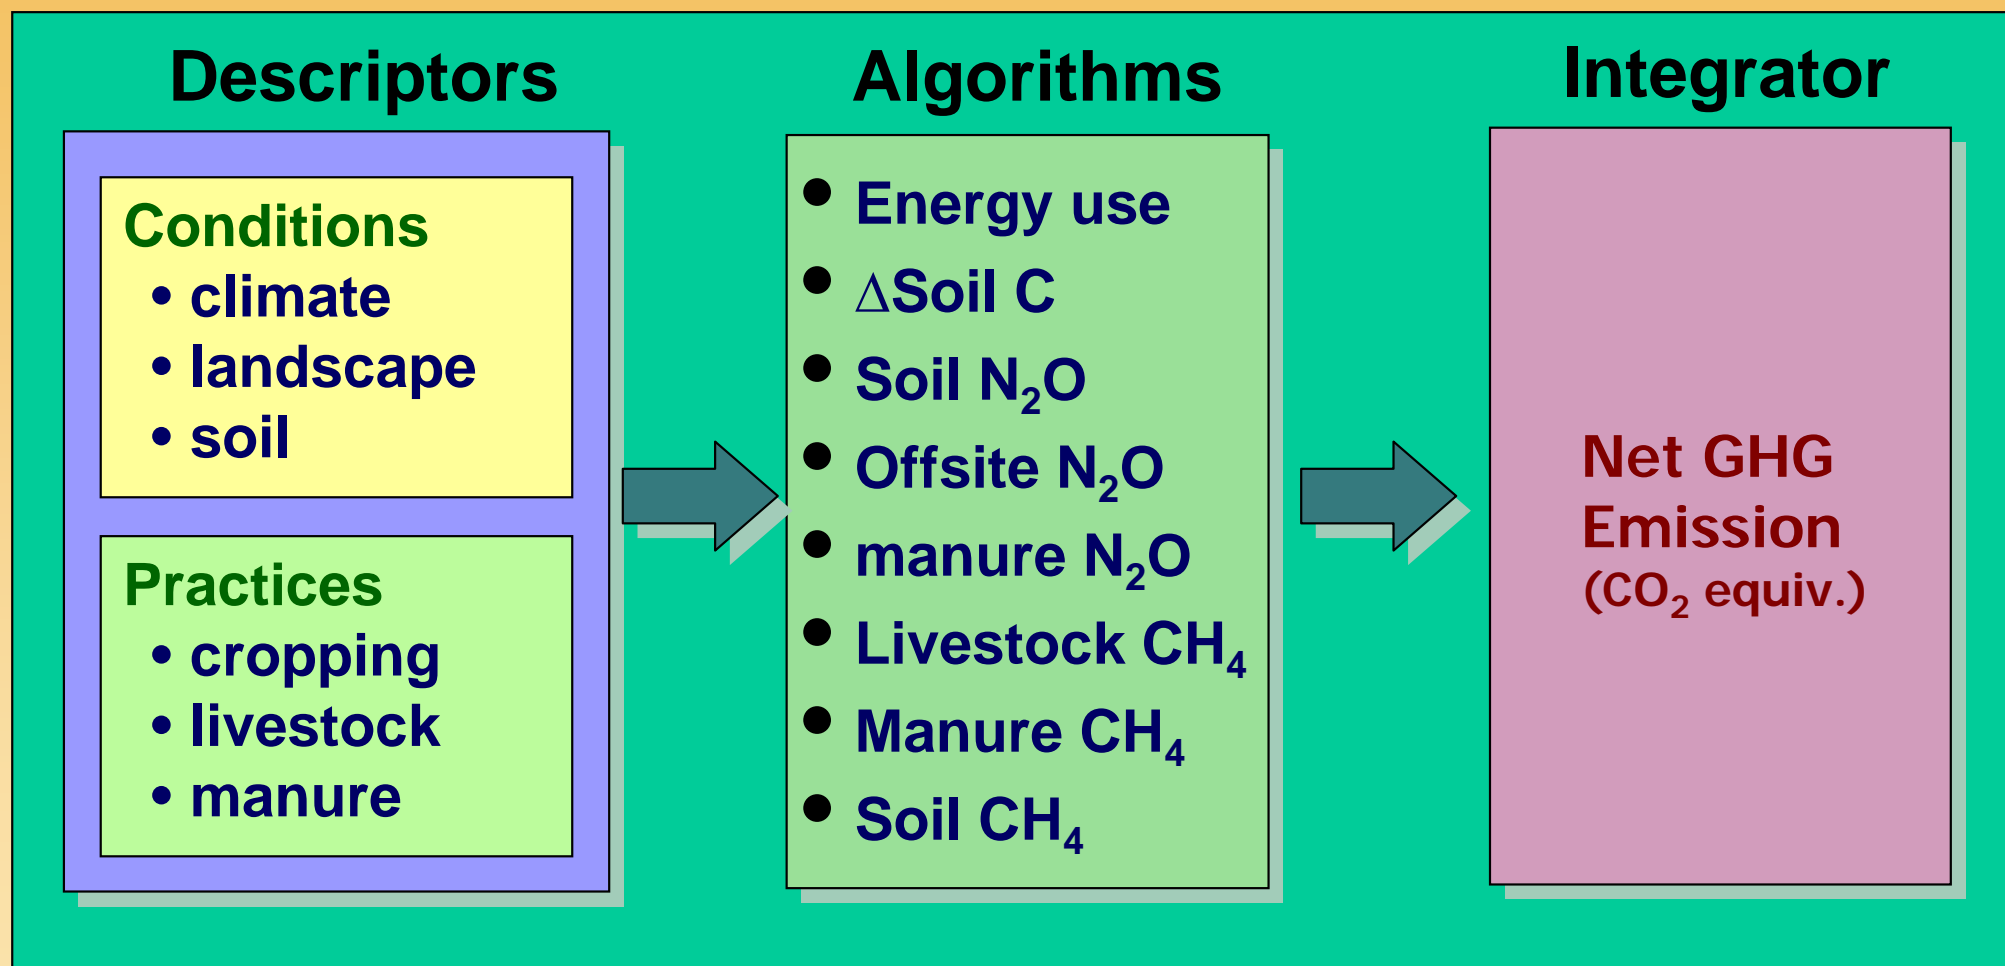 Descriptors
Conditions
• climate
• landscape
• soil
Practices
• cropping
• livestock
• manure
Algorithms
• Energy use
• ΔSoil C
• Soil N₂O
• Offsite N₂O
• manure N₂O
• Livestock CH₄
• Manure CH₄
• Soil CH₄
Integrator
Net GHG
Emission
(CO₂ equiv.)